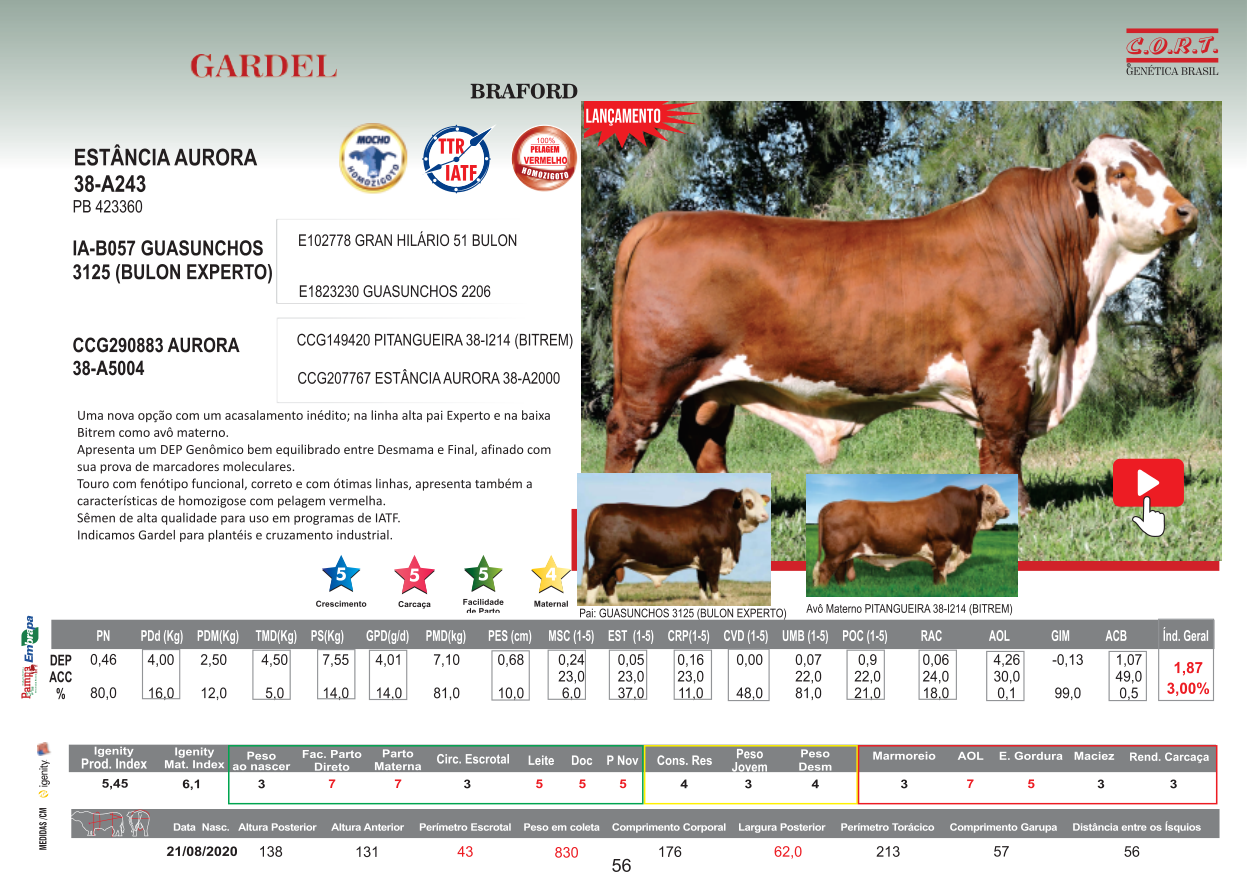 GARDEL
BRAFORD
C.O.R.T.
GENÉTICA BRASIL
LANÇAMENTO
MOCHO
HOMOZIGOTO
TTR
IATF
100%
PELAGEM
VERMELHO
HOMOZIGOTO
ESTÂNCIA AURORA
38-A243
PB 423360
IA-B057 GUASUNCHOS
3125 (BULON EXPERTO)
E102778 GRAN HILÁRIO 51 BULON
E1823230 GUASUNCHOS 2206
CCG290883 AURORA
38-A5004
CCG149420 PITANGUEIRA 38-I214 (BITREM)
CCG207767 ESTÂNCIA AURORA 38-A2000
Uma nova opção com um acasalamento inédito; na linha alta pai Experto e na baixa
Bitrem como avô materno.
Apresenta um DEP Genômico bem equilibrado entre Desmama e Final, afinado com
sua prova de marcadores moleculares.
Touro com fenótipo funcional, correto e com ótimas linhas, apresenta também a
características de homozigose com pelagem vermelha.
Sêmen de alta qualidade para uso em programas de IATF.
Indicamos Gardel para plantéis e cruzamento industrial.
5 5 5 4
Crescimento Carcaça Facilidade de Parto Maternal
Pai: GUASUNCHOS 3125 (BULON EXPERTO)
Avô Materno PITANGUEIRA 38-I214 (BITREM)
Pampa Embrapa
PN PDd (Kg) PDM(Kg) TMD(Kg) PS(Kg) GPD(g/d) PMD(kg) PES (cm) MSC (1-5) EST (1-5) CRP(1-5) CVD (1-5) UMB (1-5) POC (1-5) RAC AOL GIM ACB Índ. Geral
DEP 0,46 4,00 2,50 4,50 7,55 4,01 7,10 0,68 0,24 0,05 0,16 0,00 0,07 0,9 0,06 4,26 -0,13 1,07 1,87
ACC 23,0 23,0 23,0 22,0 22,0 24,0 30,0 49,0
% 80,0 16,0 12,0 5,0 14,0 14,0 81,0 10,0 6,0 37,0 11,0 48,0 81,0 21,0 18,0 0,1 99,0 0,5 3,00%
igenity
Igenity Prod. Index Igenity Mat. Index Peso ao nascer Fac. Parto Direto Parto Materna Circ. Escrotal Leite Doc P Nov Cons. Res Peso Jovem Peso Desm Marmoreio AOL E. Gordura Maciez Rend. Carcaça
5,45 6,1 3 7 7 3 5 5 5 4 3 4 3 7 5 3 3
MEDIDAS /CM
Data Nasc. Altura Posterior Altura Anterior Perímetro Escrotal Peso em coleta Comprimento Corporal Largura Posterior Perímetro Torácico Comprimento Garupa Distância entre os Ísquios
21/08/2020 138 131 43 830 176 62,0 213 57 56
56